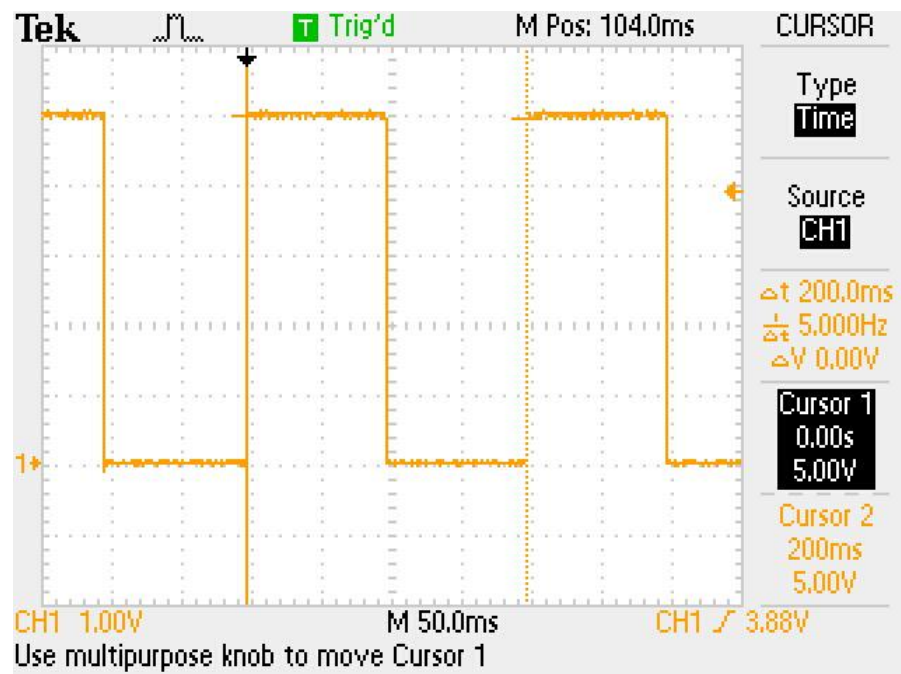 Tek T Trig'd M Pos: 104.0ms CURSOR
Type
Time
Source
CH1
△t 200.0ms
1/△t 5.000Hz
△V 0.00V
Cursor 1
0.00s
5.00V
1
Cursor 2
200ms
5.00V
CH1 1.00V M 50.0ms CH1 3.88V
Use multipurpose knob to move Cursor 1